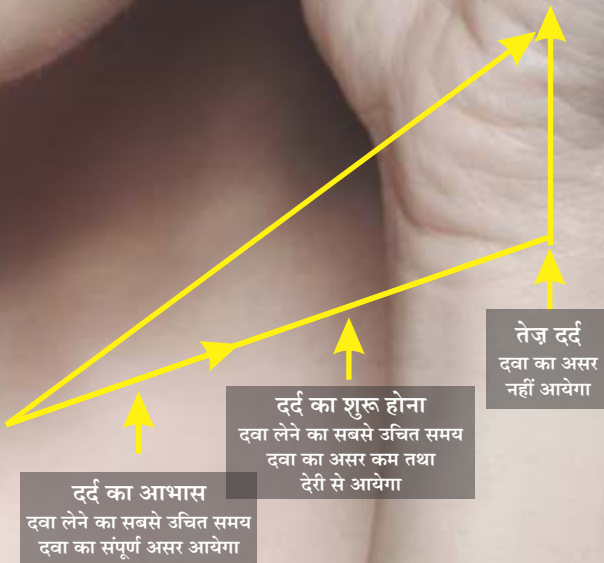 तेज़ दर्द
दवा का असर
नहीं आयेगा
दर्द का शुरू होना
दवा लेने का सबसे उचित समय
दवा का असर कम तथा
देरी से आयेगा
दर्द का आभास
दवा लेने का सबसे उचित समय
दवा का संपूर्ण असर आयेगा